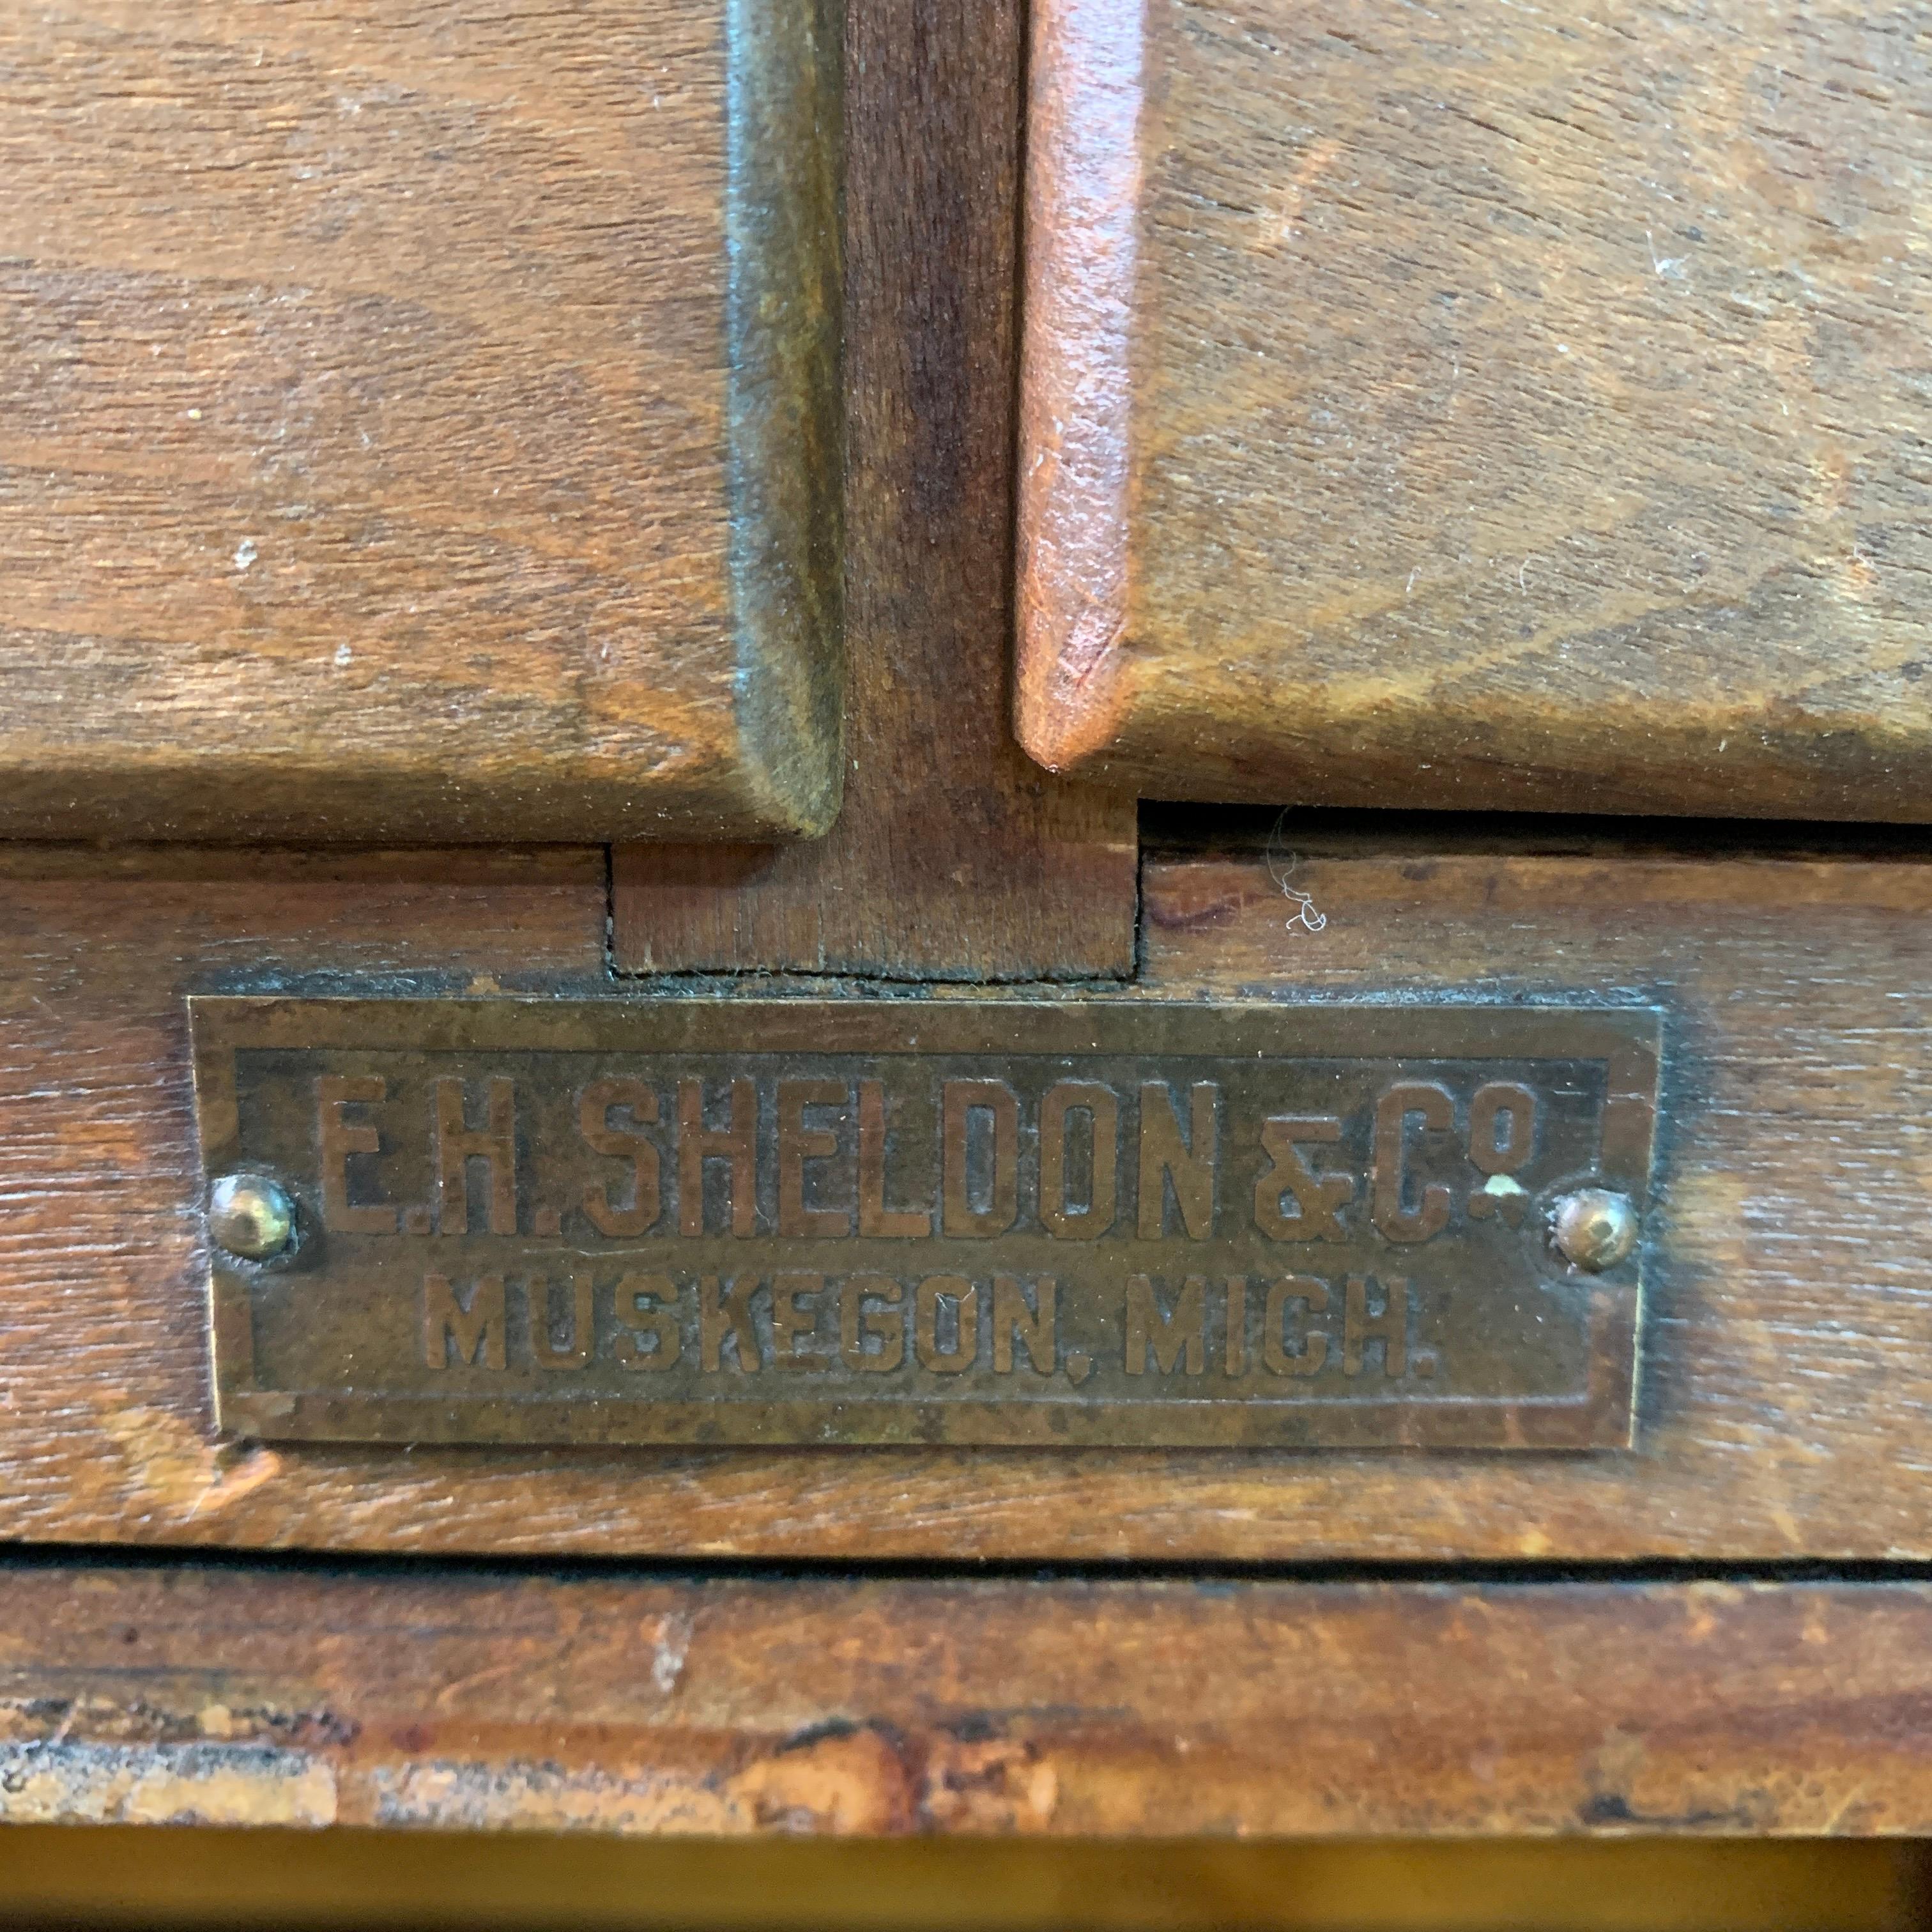 E.H. SHELDON & Co.
MUSKEGON, MICH.